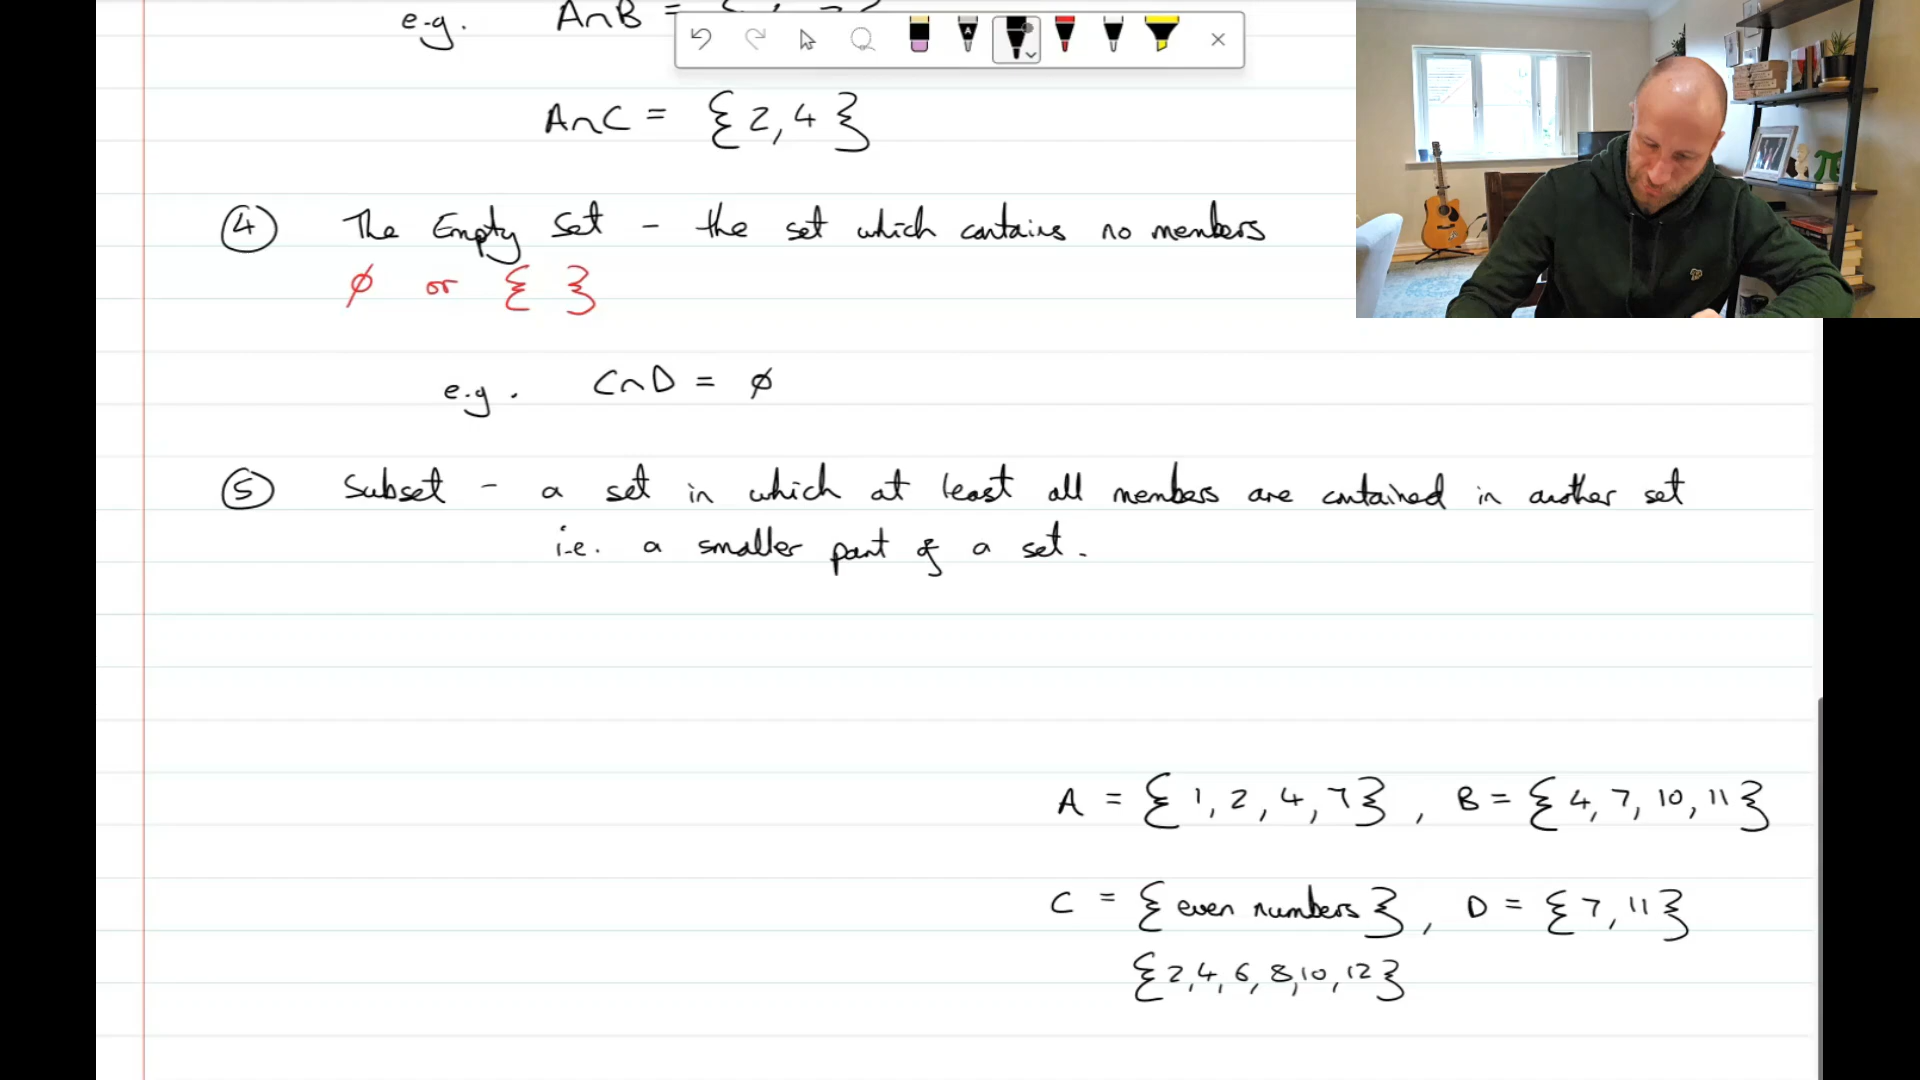 e.g. A∩B =
A∩C = {2,4}
④ The Empty Set - the set which contains no members
∅ or { }
e.g. C∩D = ∅
⑤ Subset - a set in which at least all members are contained in another set
i.e. a smaller part of a set.
A = {1, 2, 4, 7}, B = {4, 7, 10, 11}
C = {even numbers}, D = {7, 11}
{2,4,6,8,10,12}